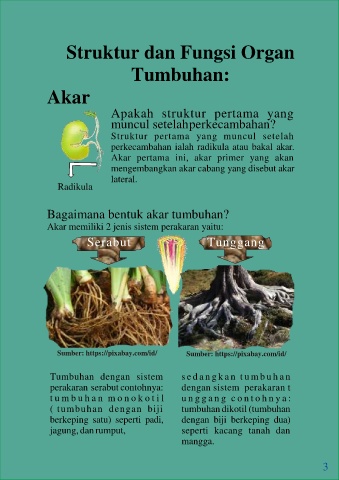 Struktur dan Fungsi Organ
Tumbuhan:
Akar
Apakah struktur pertama yang
muncul setelahperkecambahan?
Struktur pertama yang muncul setelah
perkecambahan ialah radikula atau bakal akar.
Akar pertama ini, akar primer yang akan
mengembangkan akar cabang yang disebut akar
lateral.
Radikula
Bagaimana bentuk akar tumbuhan?
Akar memiliki 2 jenis sistem perakaran yaitu:
Serabut
Tunggang
Sumber: https://pixabay.com/id/
Sumber: https://pixabay.com/id/
Tumbuhan dengan sistem
perakaran serabut contohnya:
tumbuhan monokotil
( tumbuhan dengan biji
berkeping satu) seperti padi,
jagung, dan rumput,
sedangkan tumbuhan
dengan sistem perakaran t
unggang contohnya:
tumbuhan dikotil (tumbuhan
dengan biji berkeping dua)
seperti kacang tanah dan
mangga.
3